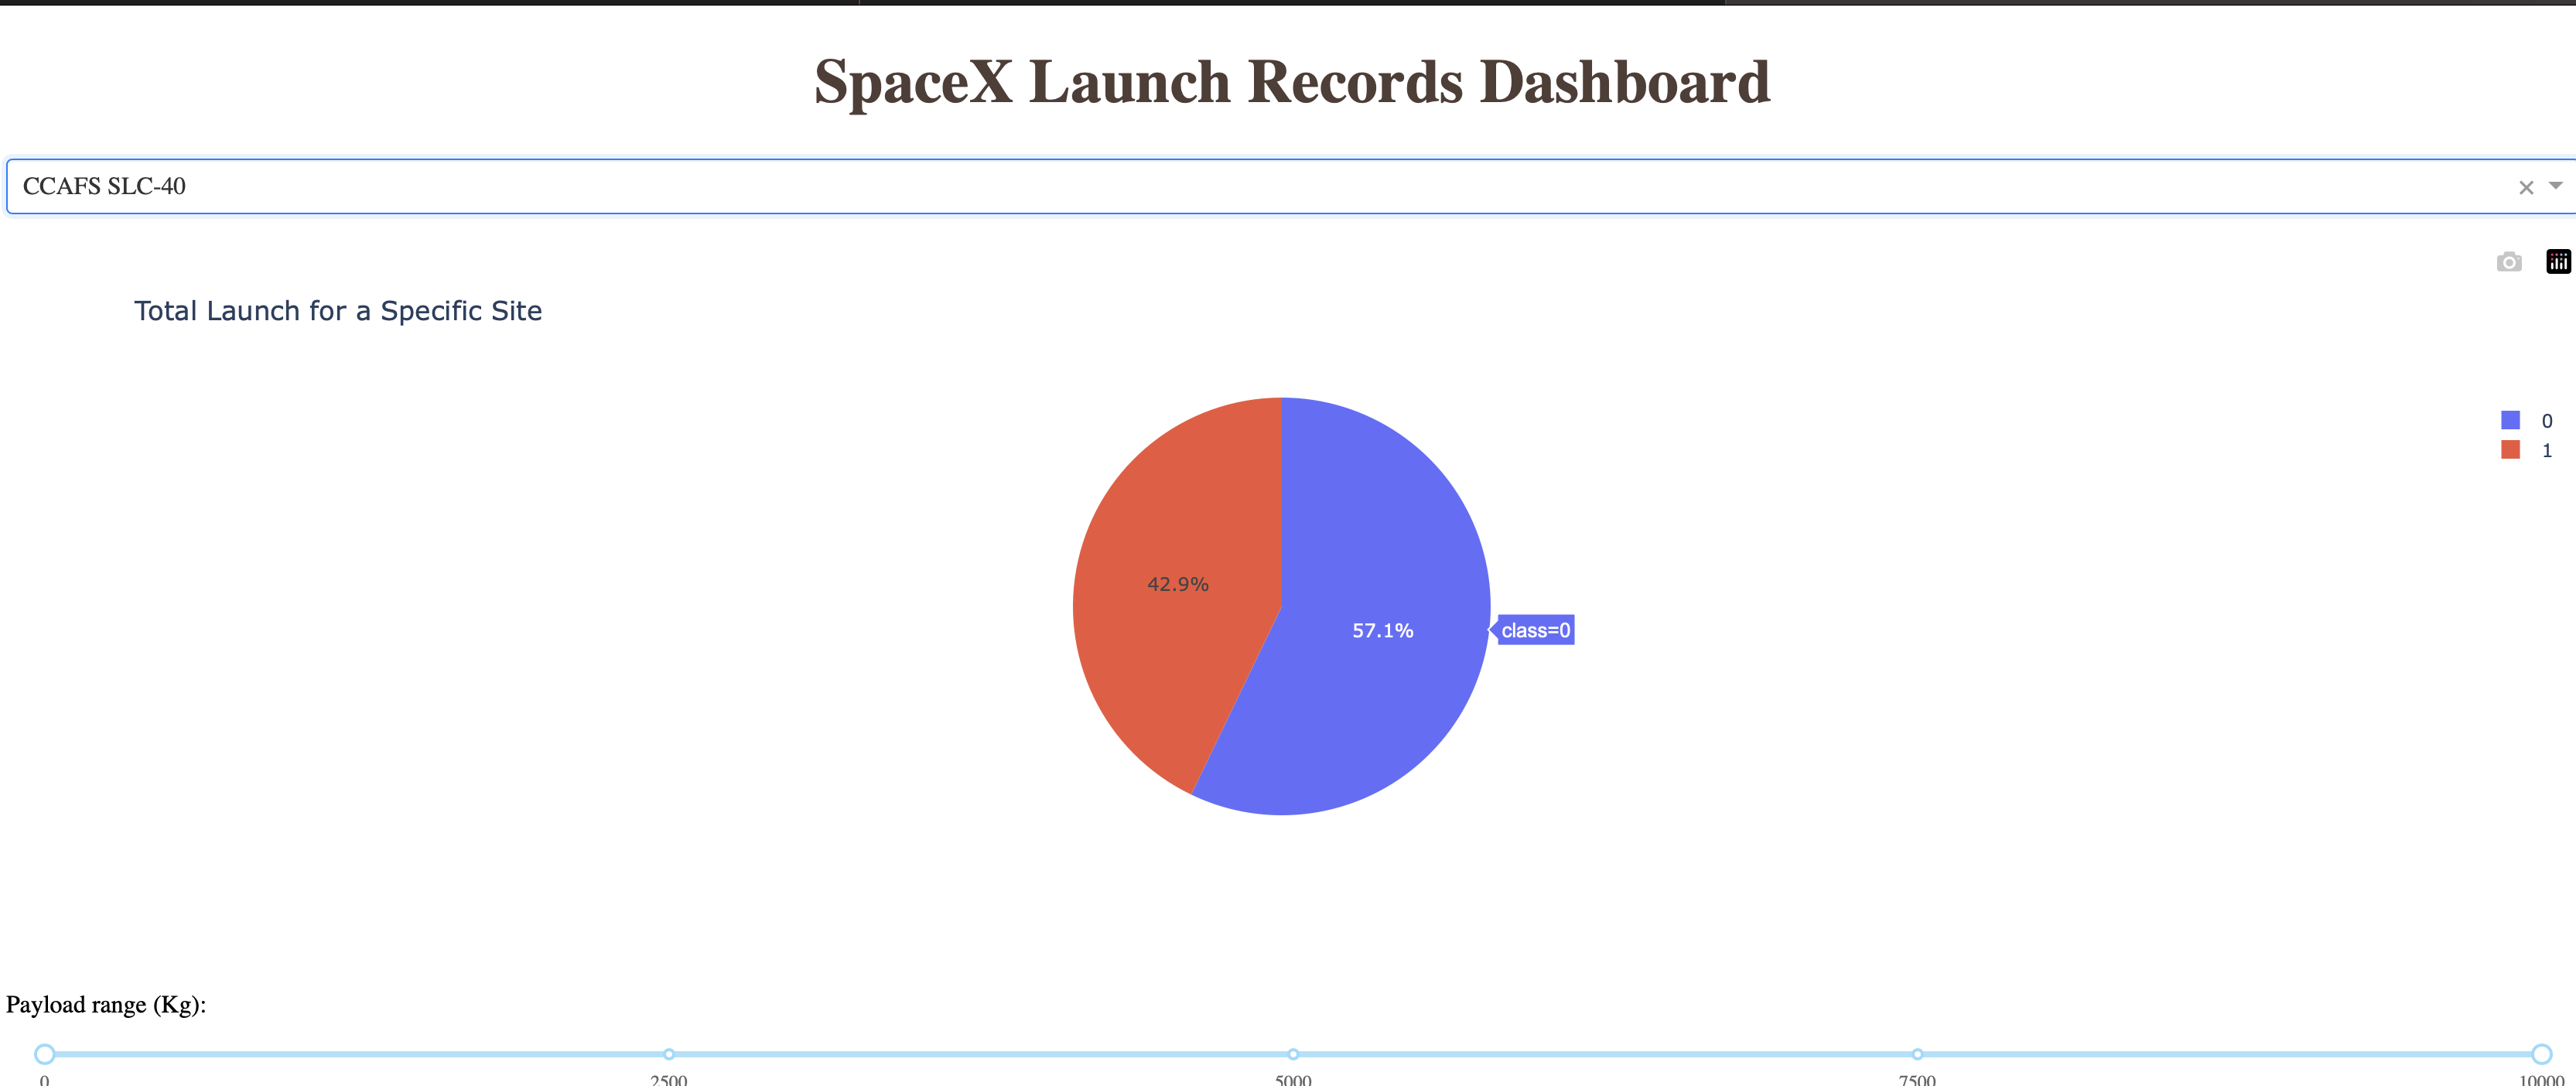 SpaceX Launch Records Dashboard
CCAFS SLC-40
Total Launch for a Specific Site
0
1
42.9%
57.1%
class=0
Payload range (Kg):
0
2500
5000
7500
10000